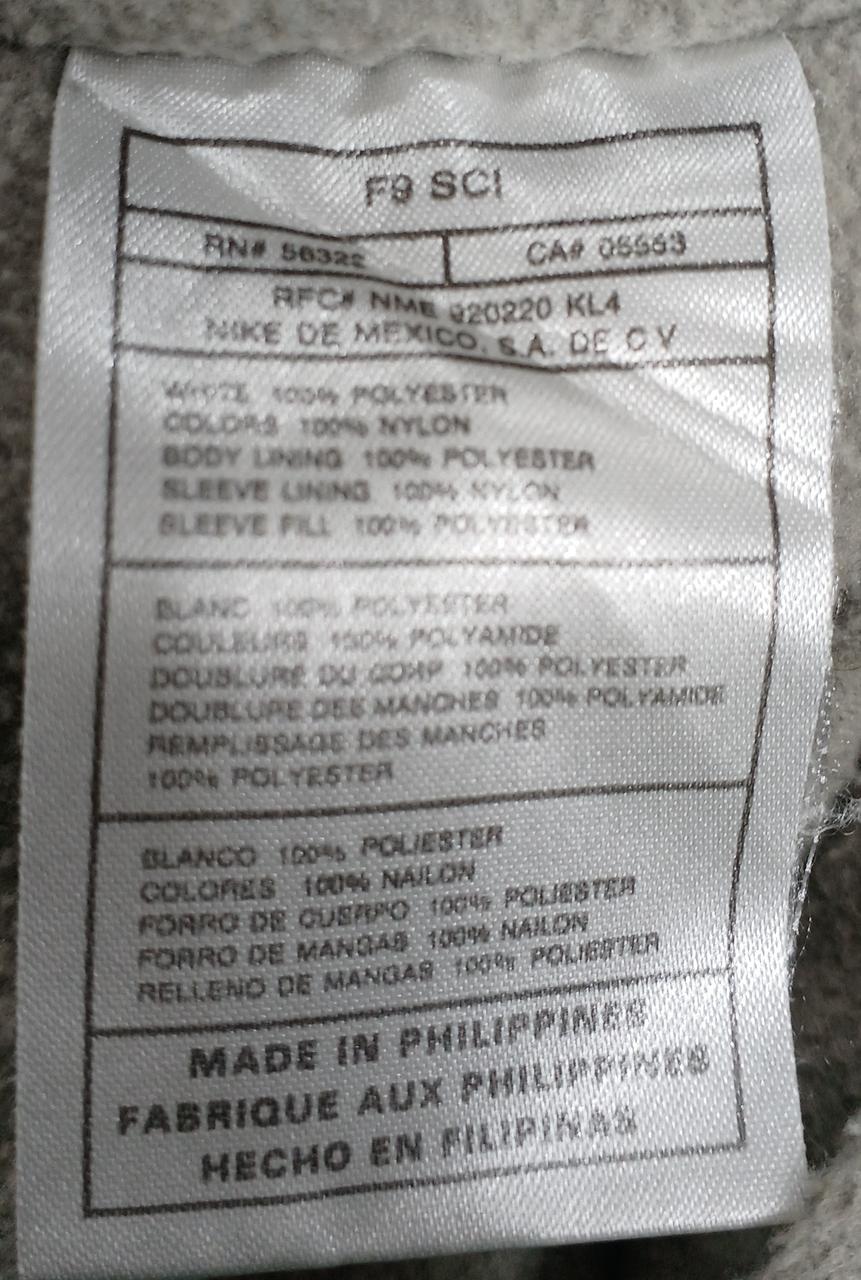 F9 SCI
RN# 56322 CA# 05553
RFC# NME 920220 KL4
NIKE DE MEXICO, S.A. DE C V
WHITE 100% POLYESTER
COLORS 100% NYLON
BODY LINING 100% POLYESTER
SLEEVE LINING 100% NYLON
SLEEVE FILL 100% POLYESTER
BLANC 100% POLYESTER
COULEURS 100% POLYAMIDE
DOUBLURE DU CORP 100% POLYESTER
DOUBLURE DES MANCHES 100% POLYAMIDE
REMPLISSAGE DES MANCHES
100% POLYESTER
BLANCO 100% POLIESTER
COLORES 100% NAILON
FORRO DE CUERPO 100% POLIESTER
FORRO DE MANGAS 100% NAILON
RELLENO DE MANGAS 100% POLIESTER
MADE IN PHILIPPINES
FABRIQUE AUX PHILIPPINES
HECHO EN FILIPINAS